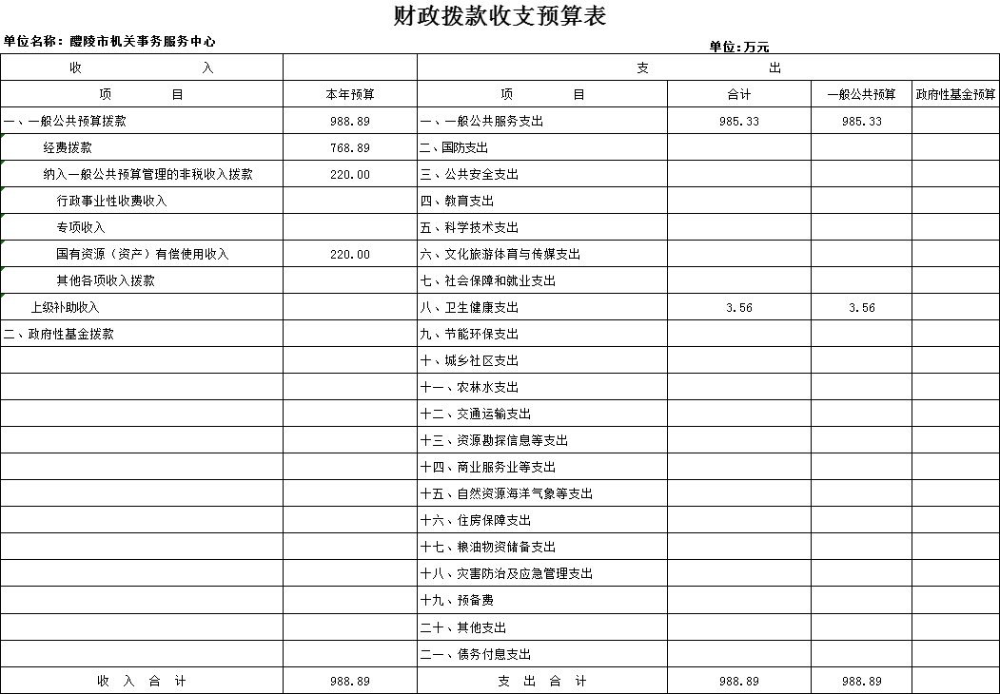 财政拨款收支预算表
单位名称：醴陵市机关事务服务中心
单位:万元
收 入 支 出
项 目 本年预算 项 目 合计 一般公共预算 政府性基金预算
一、一般公共预算拨款 988.89 一、一般公共服务支出 985.33 985.33
经费拨款 768.89 二、国防支出
纳入一般公共预算管理的非税收入拨款 220.00 三、公共安全支出
行政事业性收费收入 四、教育支出
专项收入 五、科学技术支出
国有资源（资产）有偿使用收入 220.00 六、文化旅游体育与传媒支出
其他各项收入拨款 七、社会保障和就业支出
上级补助收入 八、卫生健康支出 3.56 3.56
二、政府性基金拨款 九、节能环保支出
十、城乡社区支出
十一、农林水支出
十二、交通运输支出
十三、资源勘探信息等支出
十四、商业服务业等支出
十五、自然资源海洋气象等支出
十六、住房保障支出
十七、粮油物资储备支出
十八、灾害防治及应急管理支出
十九、预备费
二十、其他支出
二一、债务付息支出
收 入 合 计 988.89 支 出 合 计 988.89 988.89